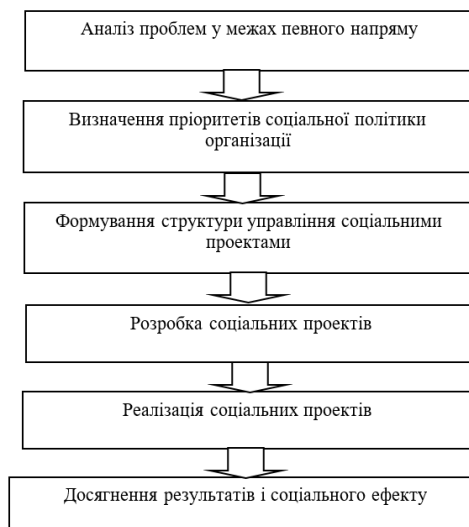 Аналіз проблем у межах певного напряму
Визначення пріоритетів соціальної політики
організації
Формування структури управління соціальними
проектами
Розробка соціальних проектів
Реалізація соціальних проектів
Досягнення результатів і соціального ефекту